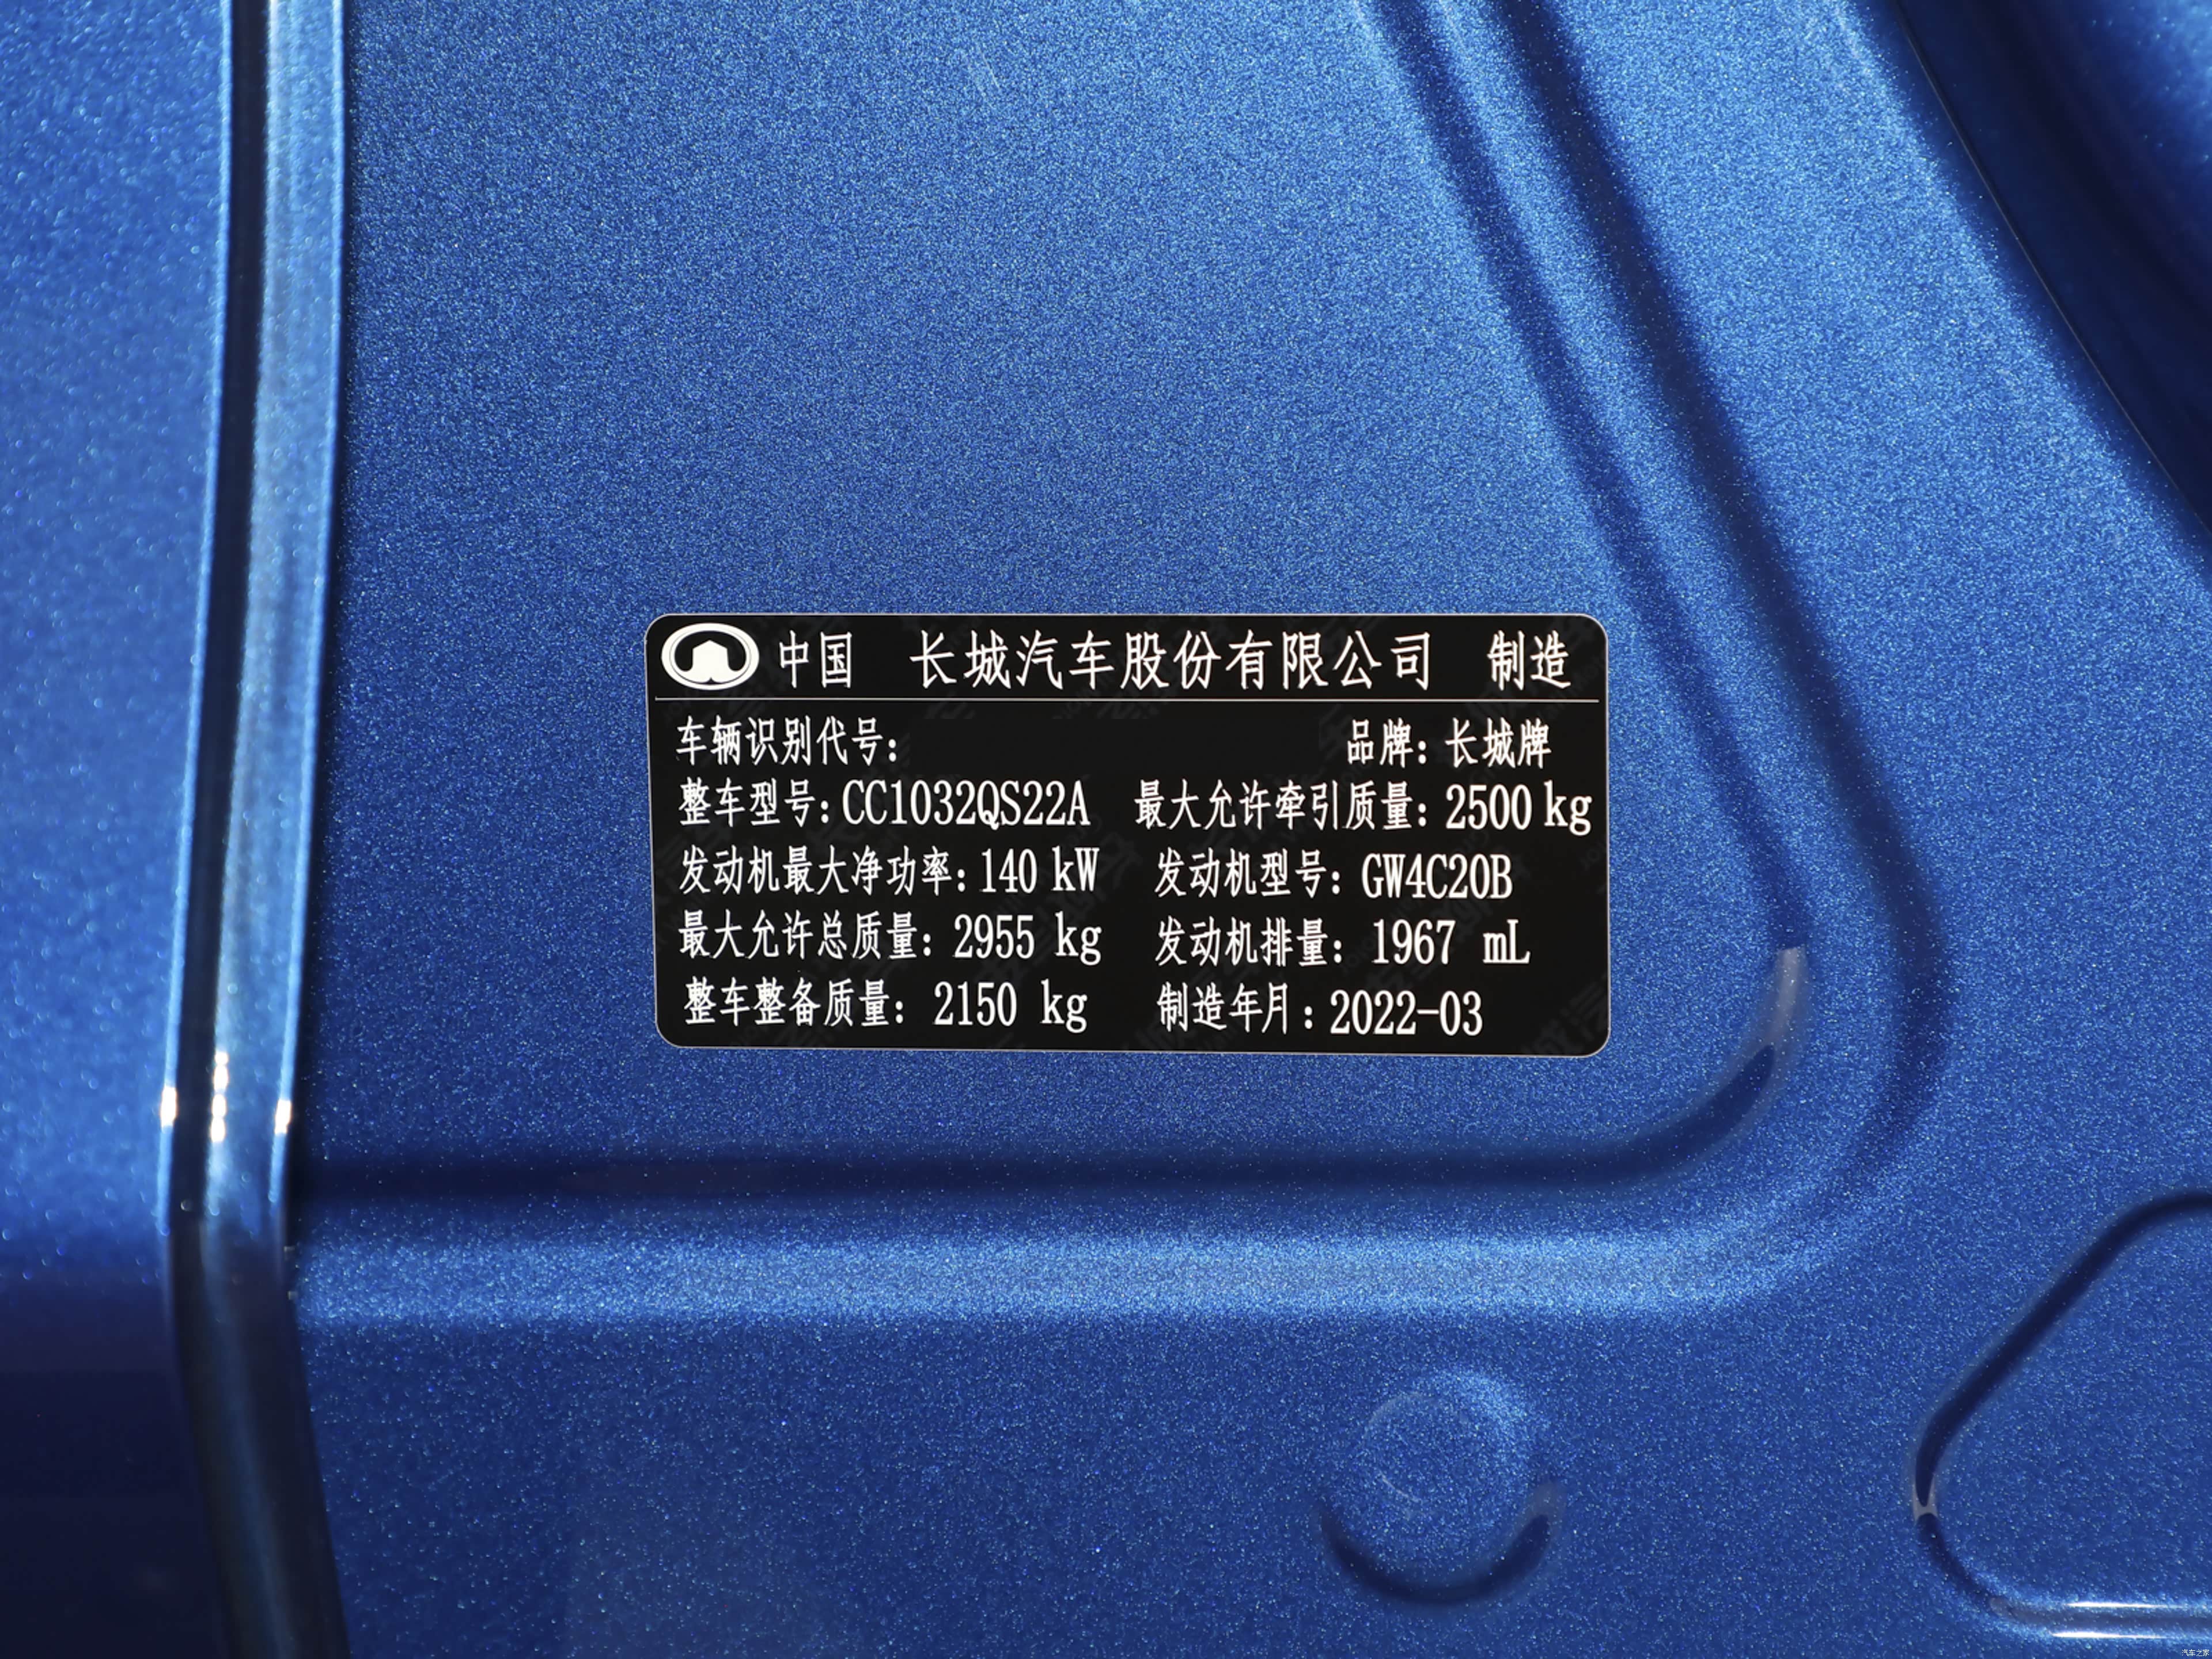 中国 长城汽车股份有限公司 制造
车辆识别代号: 品牌: 长城牌
整车型号: CC1032QS22A 最大允许牵引质量: 2500 kg
发动机最大净功率: 140 kW 发动机型号: GW4C20B
最大允许总质量: 2955 kg 发动机排量: 1967 mL
整车整备质量: 2150 kg 制造年月: 2022-03
汽车之家